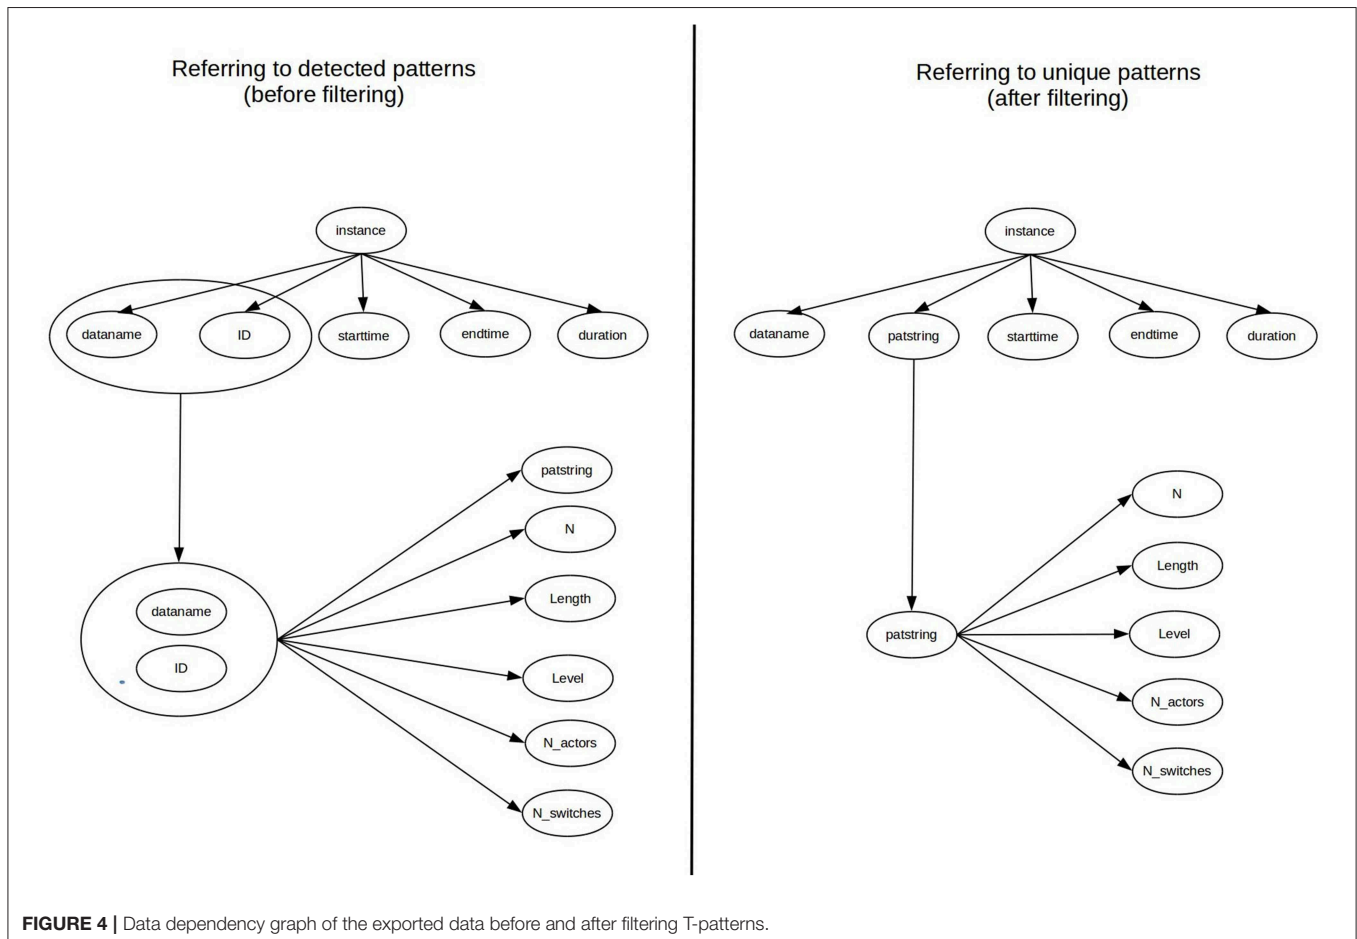 Referring to detected patterns
(before filtering)
instance
dataname
ID
starttime
endtime
duration
patstring
N
Length
dataname
ID
Level
N_actors
N_switches
Referring to unique patterns
(after filtering)
instance
dataname
patstring
starttime
endtime
duration
N
Length
patstring
Level
N_actors
N_switches
FIGURE 4 | Data dependency graph of the exported data before and after filtering T-patterns.